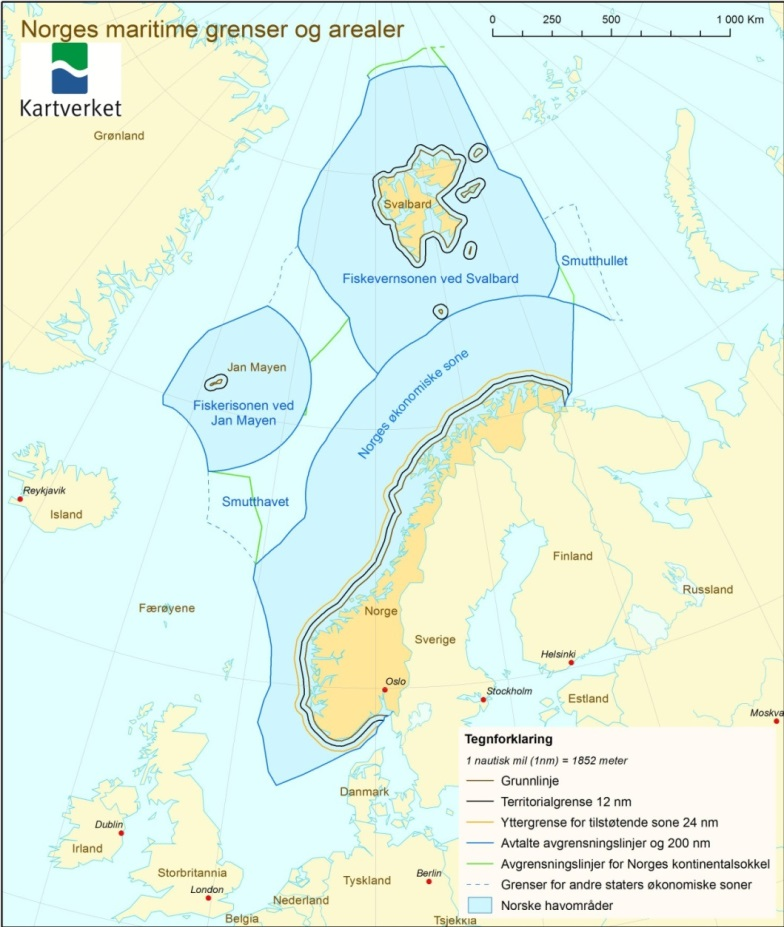 Norges maritime grenser og arealer
0 250 500 1 000 Km
Kartverket
Grønland
Svalbard
Smutthullet
Fiskevernsonen ved Svalbard
Jan Mayen
Norges økonomiske sone
Fiskerisonen ved
Jan Mayen
Reykjavik
Island
Smutthavet
Finland
Russland
Færøyene
Norge
Sverige
Helsinki
Oslo
Stockholm
Estland
Moskva
Danmark
Dublin
Irland
Storbritannia
London
Tyskland
Berlin
Nederland
Belgia
Tsjekkia
Tegnforklaring
1 nautisk mil (1nm) = 1852 meter
Grunnlinje
Territorialgrense 12 nm
Yttergrense for tilstøtende sone 24 nm
Avtalte avgrensningslinjer og 200 nm
Avgrensningslinjer for Norges kontinentalsokkel
Grenser for andre staters økonomiske soner
Norske havområder